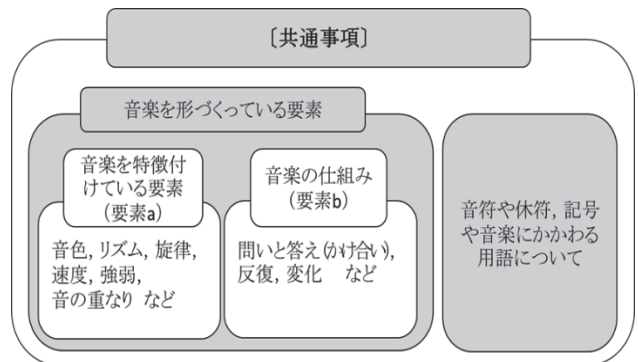 〔共通事項〕
音楽を形づくっている要素
音楽を特徴付
けている要素
（要素a）
音色, リズム, 旋律,
速度, 強弱,
音の重なり など
音楽の仕組み
（要素b）
問いと答え（かけ合い）,
反復, 変化 など
音符や休符, 記号
や音楽にかかわる
用語について